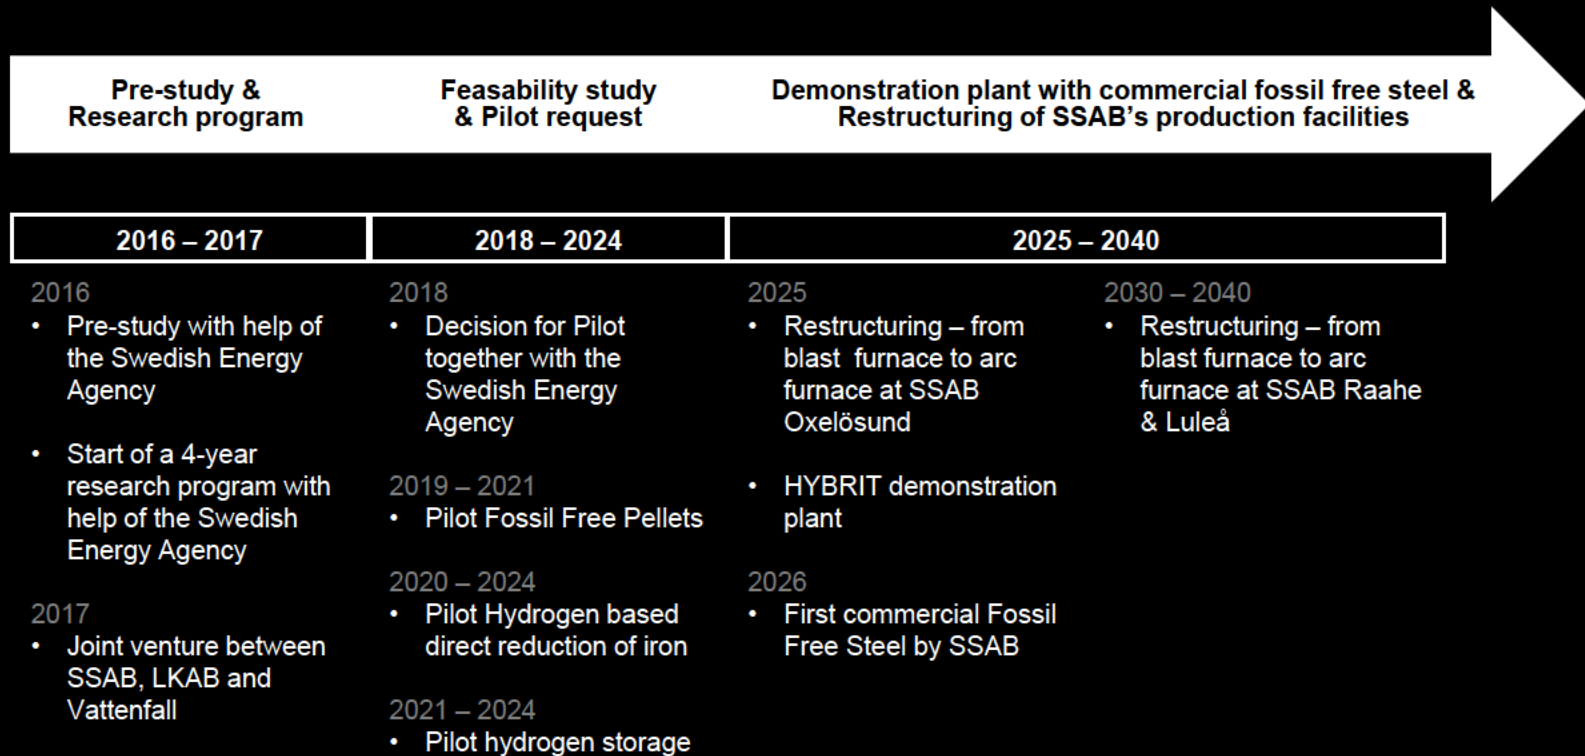 Pre-study &
Research program
Feasability study
& Pilot request
Demonstration plant with commercial fossil free steel &
Restructuring of SSAB's production facilities
2016 – 2017
2018 – 2024
2025 – 2040
2016
• Pre-study with help of
the Swedish Energy
Agency
• Start of a 4-year
research program with
help of the Swedish
Energy Agency
2017
• Joint venture between
SSAB, LKAB and
Vattenfall
2018
• Decision for Pilot
together with the
Swedish Energy
Agency
2019 – 2021
• Pilot Fossil Free Pellets
2020 – 2024
• Pilot Hydrogen based
direct reduction of iron
2021 – 2024
• Pilot hydrogen storage
2025
• Restructuring – from
blast furnace to arc
furnace at SSAB
Oxelösund
• HYBRIT demonstration
plant
2026
• First commercial Fossil
Free Steel by SSAB
2030 – 2040
• Restructuring – from
blast furnace to arc
furnace at SSAB Raahe
& Luleå